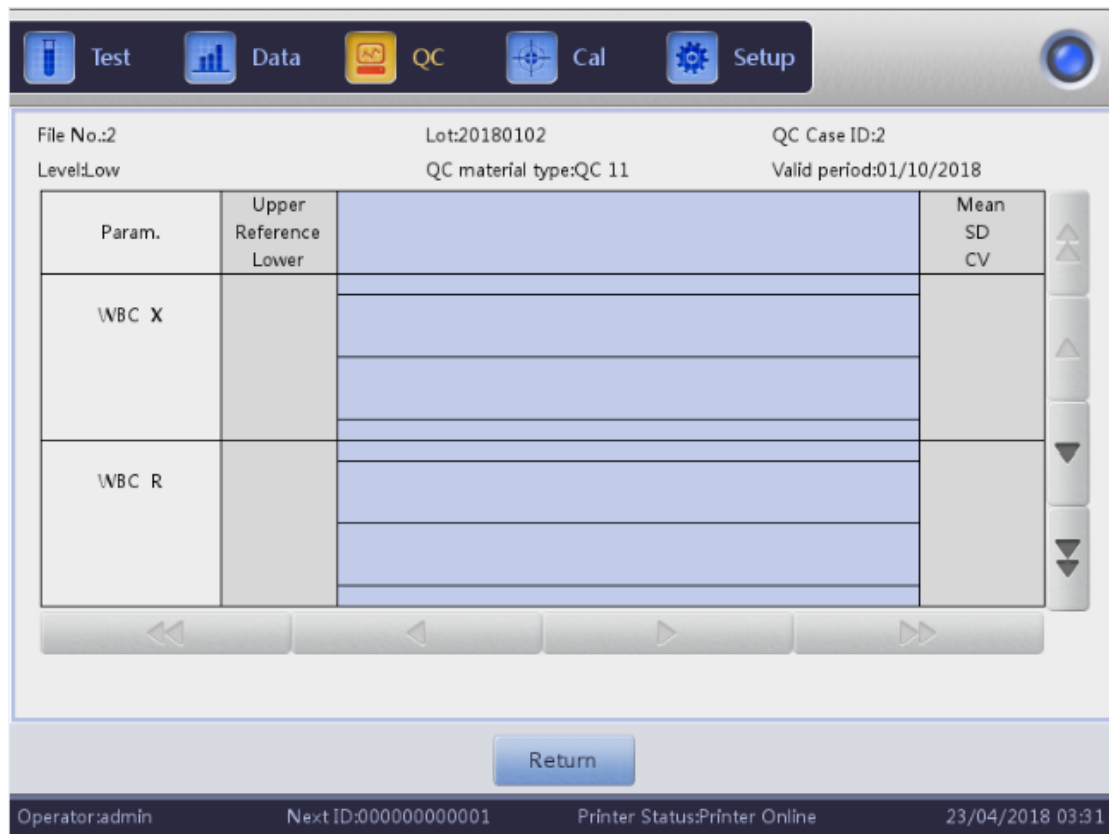 Test Data QC Cal Setup
File No.:2 Lot:20180102 QC Case ID:2
Level:Low QC material type:QC 11 Valid period:01/10/2018
Param.
Upper
Reference
Lower
Mean
SD
CV
WBC X
WBC R
Return
Operator:admin Next ID:000000000001 Printer Status:Printer Online 23/04/2018 03:31